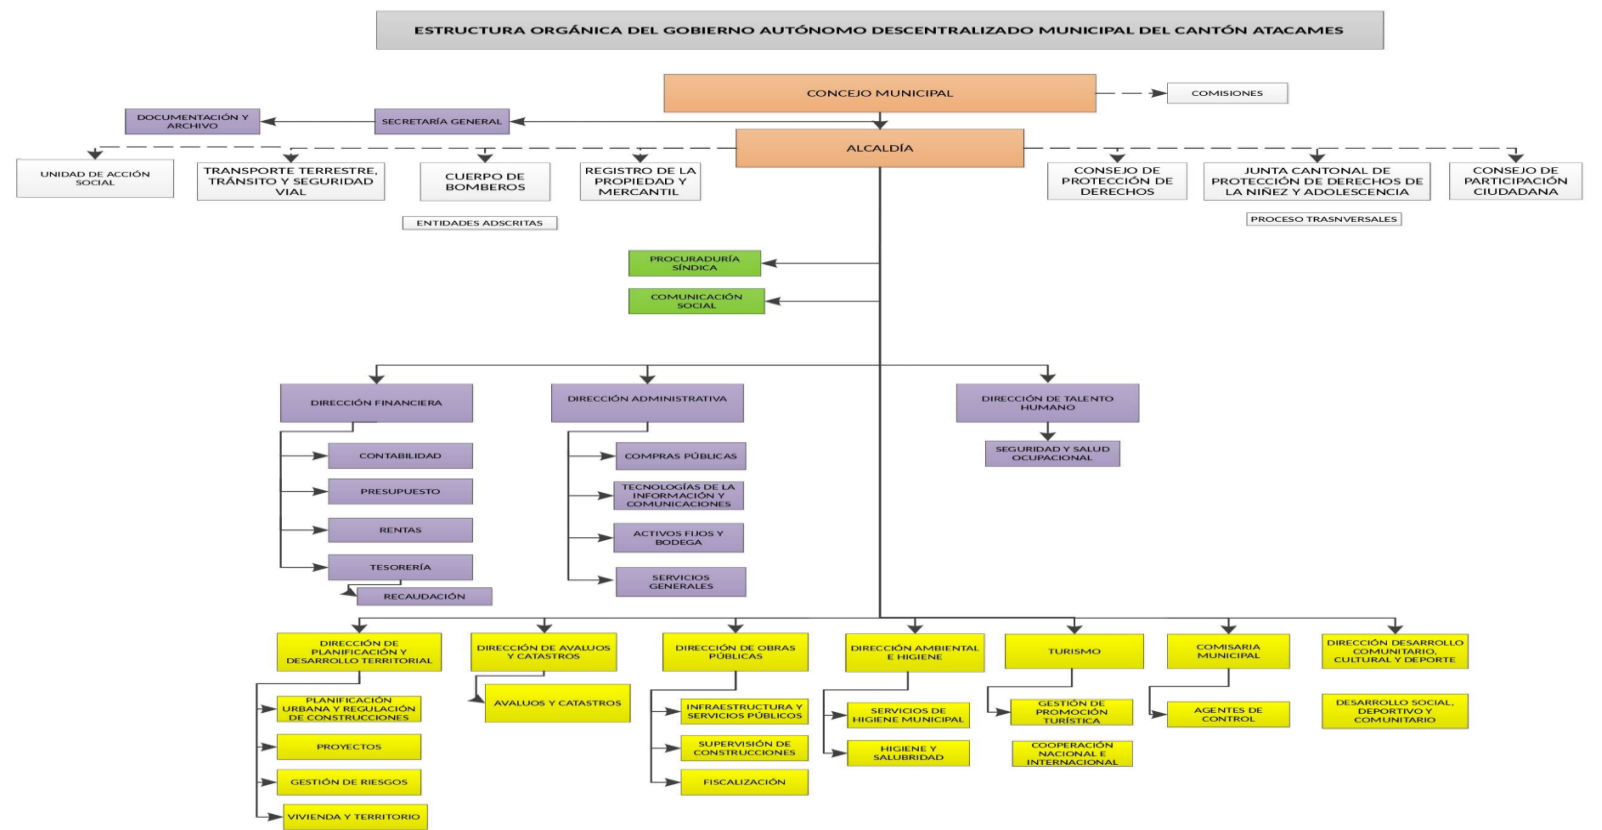 ESTRUCTURA ORGÁNICA DEL GOBIERNO AUTÓNOMO DESCENTRALIZADO MUNICIPAL DEL CANTÓN ATACAMES
CONCEJO MUNICIPAL
COMISIONES
DOCUMENTACIÓN Y
ARCHIVO
SECRETARÍA GENERAL
ALCALDÍA
UNIDAD DE ACCIÓN
SOCIAL
TRANSPORTE TERRESTRE,
TRÁNSITO Y SEGURIDAD
VIAL
CUERPO DE
BOMBEROS
REGISTRO DE LA
PROPIEDAD Y
MERCANTIL
CONSEJO DE
PROTECCIÓN DE
DERECHOS
JUNTA CANTONAL DE
PROTECCIÓN DE DERECHOS DE
LA NIÑEZ Y ADOLESCENCIA
CONSEJO DE
PARTICIPACIÓN
CIUDADANA
ENTIDADES ADSCRITAS
PROCESO TRASNVERSALES
PROCURADURÍA
SÍNDICA
COMUNICACIÓN
SOCIAL
DIRECCIÓN FINANCIERA
DIRECCIÓN ADMINISTRATIVA
DIRECCIÓN DE TALENTO
HUMANO
CONTABILIDAD
PRESUPUESTO
RENTAS
TESORERÍA
RECAUDACIÓN
COMPRAS PÚBLICAS
TECNOLOGÍAS DE LA
INFORMACIÓN Y
COMUNICACIONES
ACTIVOS FIJOS Y
BODEGA
SERVICIOS
GENERALES
SEGURIDAD Y SALUD
OCUPACIONAL
DIRECCIÓN DE
PLANIFICACIÓN Y
DESARROLLO TERRITORIAL
DIRECCIÓN DE AVALUOS
Y CATASTROS
DIRECCIÓN DE OBRAS
PÚBLICAS
DIRECCIÓN AMBIENTAL
E HIGIENE
TURISMO
COMISARIA
MUNICIPAL
DIRECCIÓN DESARROLLO
COMUNITARIO,
CULTURAL Y DEPORTE
PLANIFICACIÓN
URBANA Y REGULACIÓN
DE CONSTRUCCIONES
PROYECTOS
GESTIÓN DE RIESGOS
VIVIENDA Y TERRITORIO
AVALUOS Y CATASTROS
INFRAESTRUCTURA Y
SERVICIOS PÚBLICOS
SUPERVISIÓN DE
CONSTRUCCIONES
FISCALIZACIÓN
SERVICIOS DE
HIGIENE MUNICIPAL
HIGIENE Y
SALUBRIDAD
GESTIÓN DE
PROMOCIÓN
TURÍSTICA
COOPERACIÓN
NACIONAL E
INTERNACIONAL
AGENTES DE
CONTROL
DESARROLLO SOCIAL,
DEPORTIVO Y
COMUNITARIO